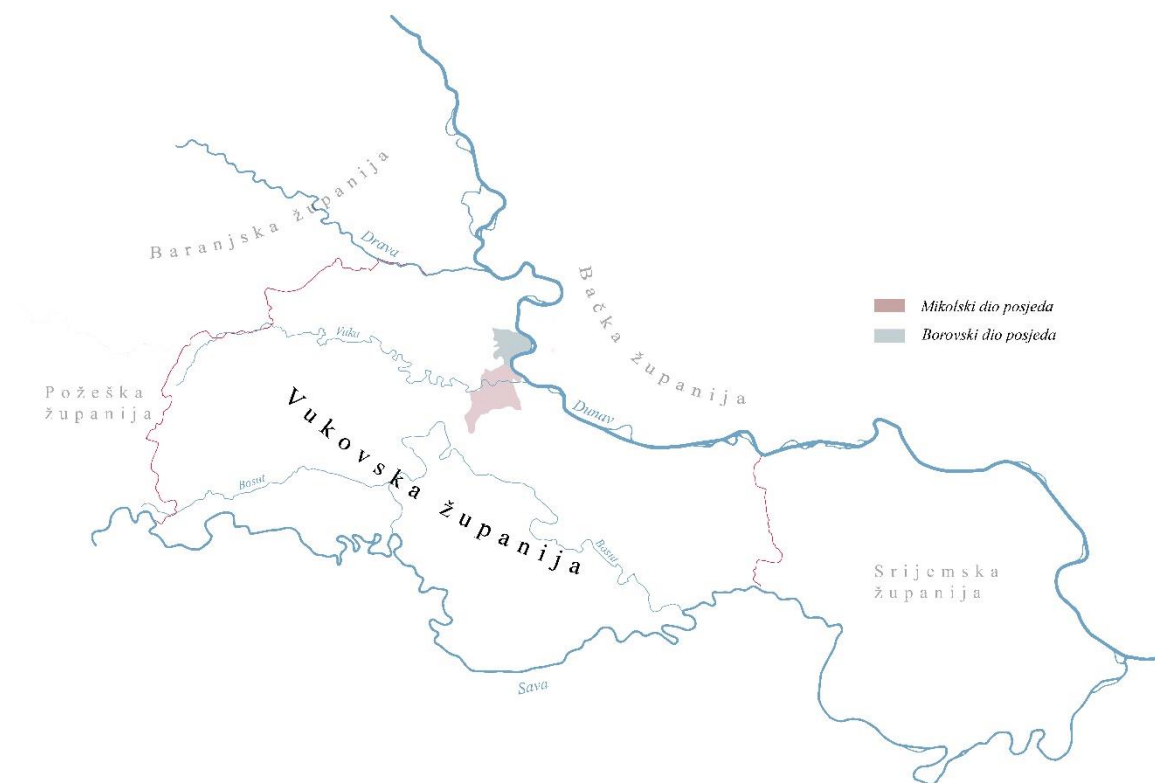 Baranjska županija
Drava
Bačka županija
Mikolski dio posjeda
Borovski dio posjeda
Vuka
Požeška
županija
Vukovska županija
Dunav
Bosut
Bosut
Srijemska
županija
Sava